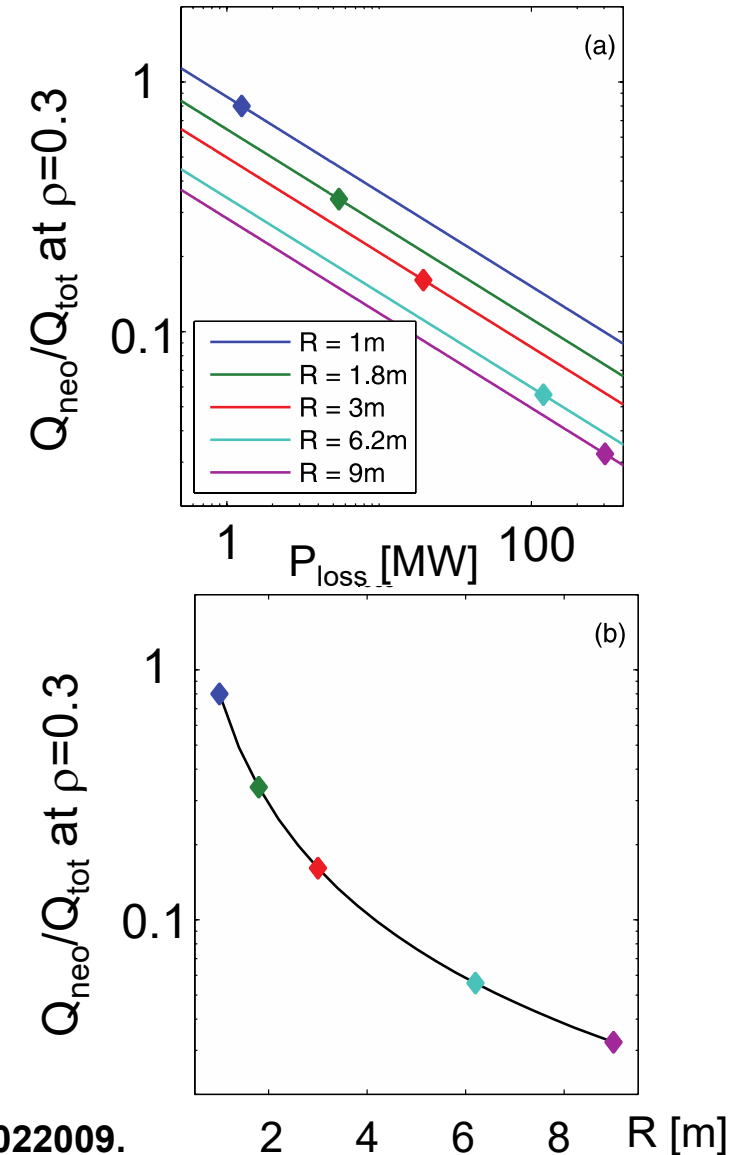 (a)
1
0.1
Q_neo/Q_tot at ρ=0.3
R = 1m
R = 1.8m
R = 3m
R = 6.2m
R = 9m
1
100
P_loss [MW]
(b)
1
0.1
Q_neo/Q_tot at ρ=0.3
022009.
2 4 6 8 R [m]